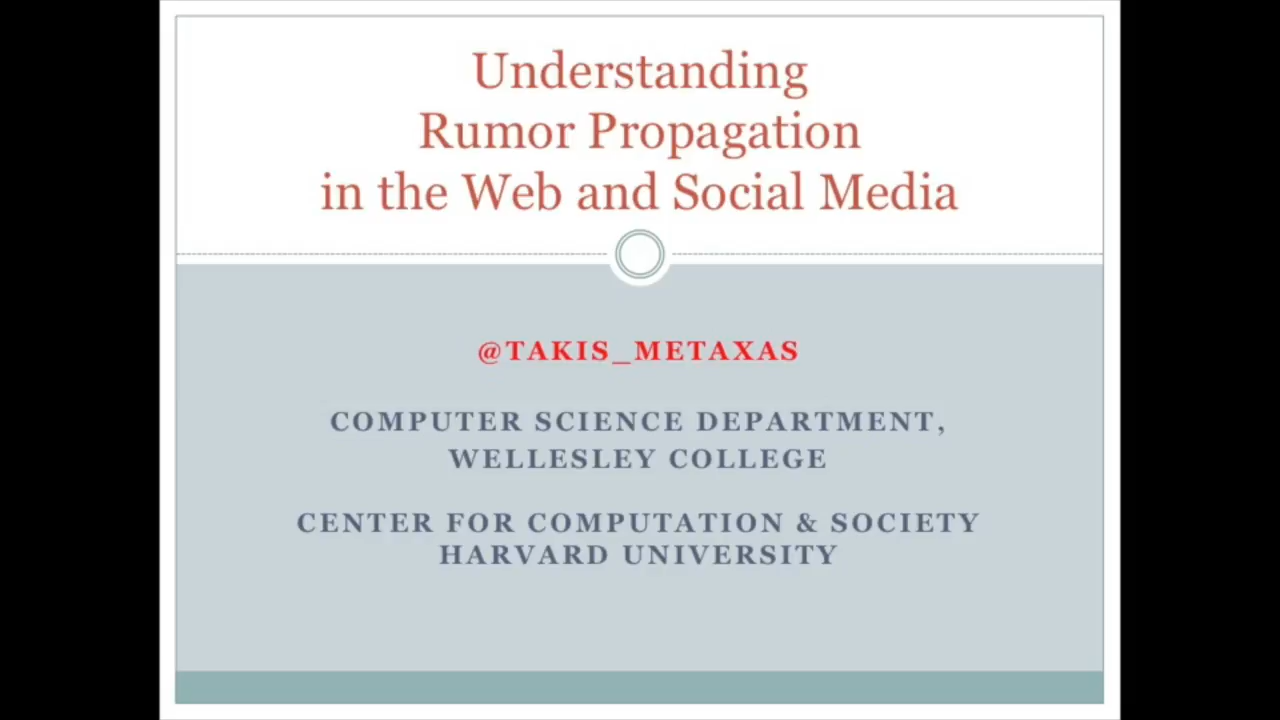 Understanding
Rumor Propagation
in the Web and Social Media
@TAKIS_METAXAS
COMPUTER SCIENCE DEPARTMENT,
WELLESLEY COLLEGE
CENTER FOR COMPUTATION & SOCIETY
HARVARD UNIVERSITY